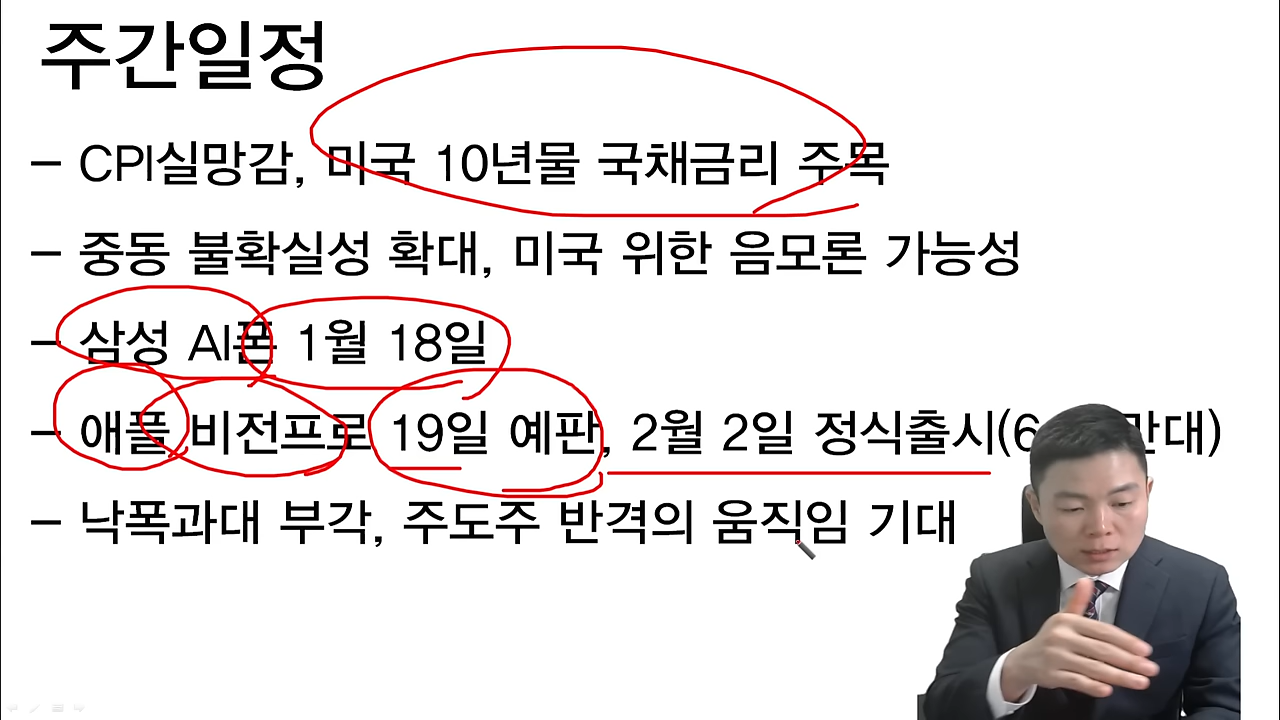 주간일정
– CPI실망감, 미국 10년물 국채금리 주목
– 중동 불확실성 확대, 미국 위한 음모론 가능성
– 삼성 AI폰 1월 18일
– 애플 비전프로 19일 예판, 2월 2일 정식출시(6 만대)
– 낙폭과대 부각, 주도주 반격의 움직임 기대